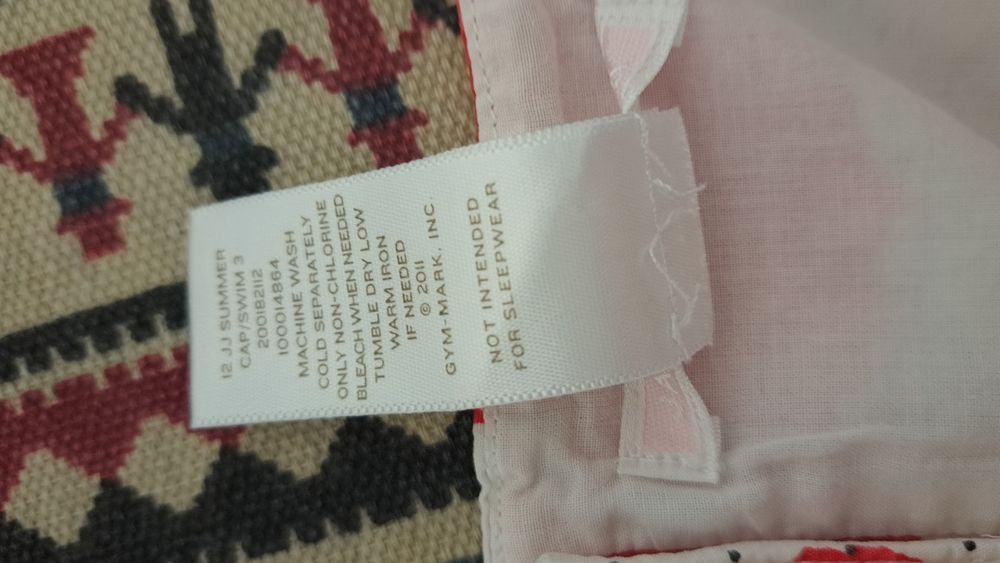 12 JJ SUMMER
CAP/SWIM 3
200182112
100014864
MACHINE WASH
COLD SEPARATELY
ONLY NON-CHLORINE
BLEACH WHEN NEEDED
TUMBLE DRY LOW
WARM IRON
IF NEEDED
© 2011
GYM-MARK, INC
NOT INTENDED
FOR SLEEPWEAR